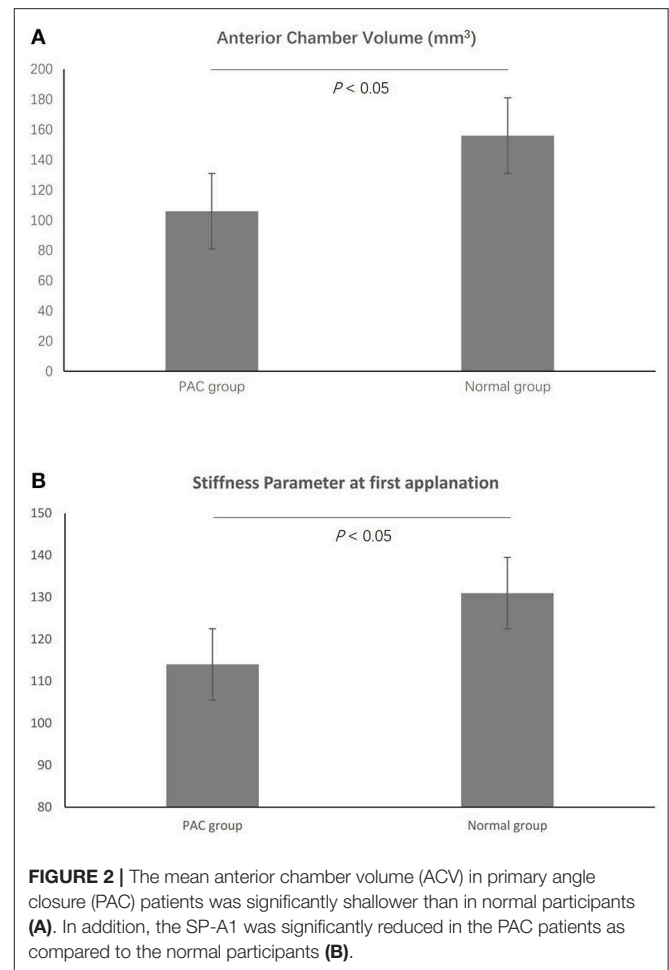 A
Anterior Chamber Volume (mm³)
200
180
160
140
120
100
80
60
40
20
0
P < 0.05
PAC group
Normal group
B
Stiffness Parameter at first applanation
150
140
130
120
110
100
90
80
P < 0.05
PAC group
Normal group
FIGURE 2 | The mean anterior chamber volume (ACV) in primary angle
closure (PAC) patients was significantly shallower than in normal participants
(A). In addition, the SP-A1 was significantly reduced in the PAC patients as
compared to the normal participants (B).